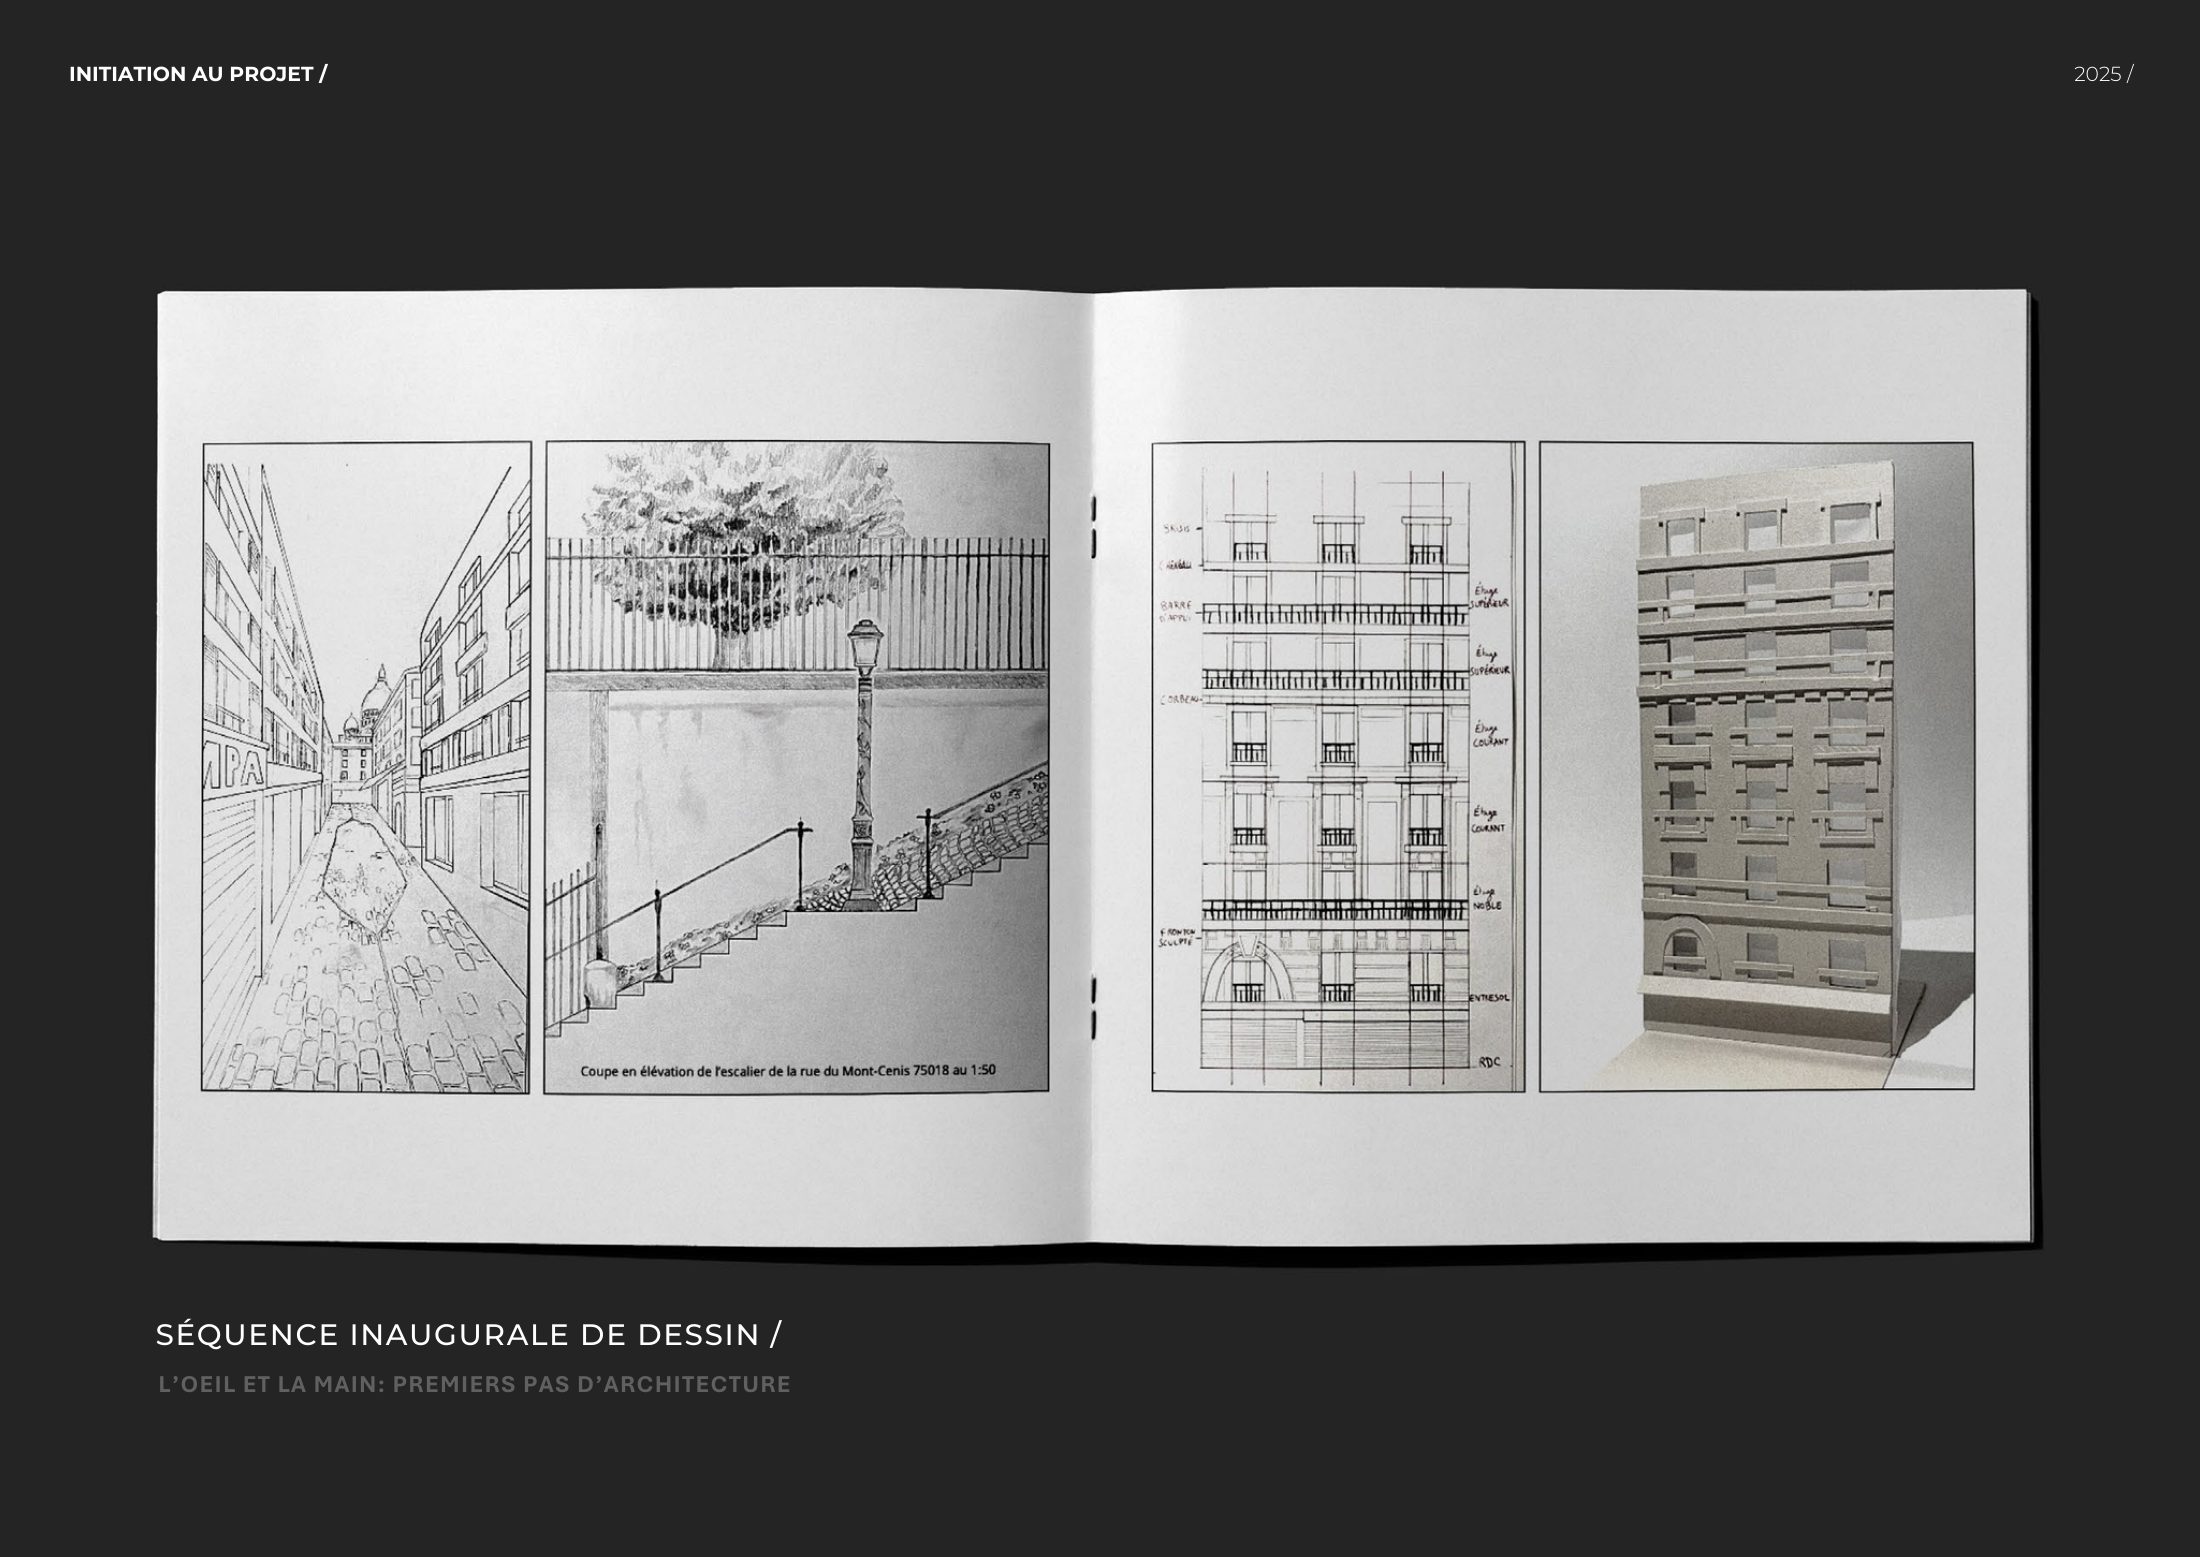 INITIATION AU PROJET /
2025 /
MPA
Coupe en élévation de l'escalier de la rue du Mont-Cenis 75018 au 1:50
BRISIS
CHÉNEAU
BARRE
D'APPUI
CORBEAU
FRONTON
SCULPTÉ
Étage
SUPÉRIEUR
Étage
SUPÉRIEUR
Étage
COURANT
Étage
COURANT
Étage
NOBLE
ENTRESOL
RDC
SÉQUENCE INAUGURALE DE DESSIN /
L'OEIL ET LA MAIN: PREMIERS PAS D'ARCHITECTURE